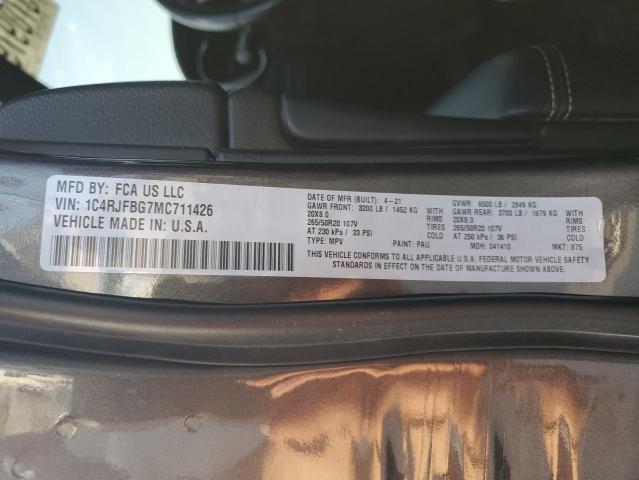 MFD BY: FCA US LLC
VIN: 1C4RJFBG7MC711426
VEHICLE MADE IN: U.S.A.
DATE OF MFR (BUILT): 4-21 GVWR: 6500 LB / 2949 KG
GAWR FRONT: 3200 LB / 1452 KG WITH GAWR REAR: 3700 LB / 1679 KG WITH
20X8.0 RIMS 20X8.0 RIMS
265/50R20 107V TIRES 265/50R20 107V TIRES
AT 230 kPa / 33 PSI COLD AT 250 kPa / 36 PSI COLD
TYPE: MPV PAINT: PAU MDH: 041410 MKT: 875
THIS VEHICLE CONFORMS TO ALL APPLICABLE U.S.A. FEDERAL MOTOR VEHICLE SAFETY
STANDARDS IN EFFECT ON THE DATE OF MANUFACTURE SHOWN ABOVE.